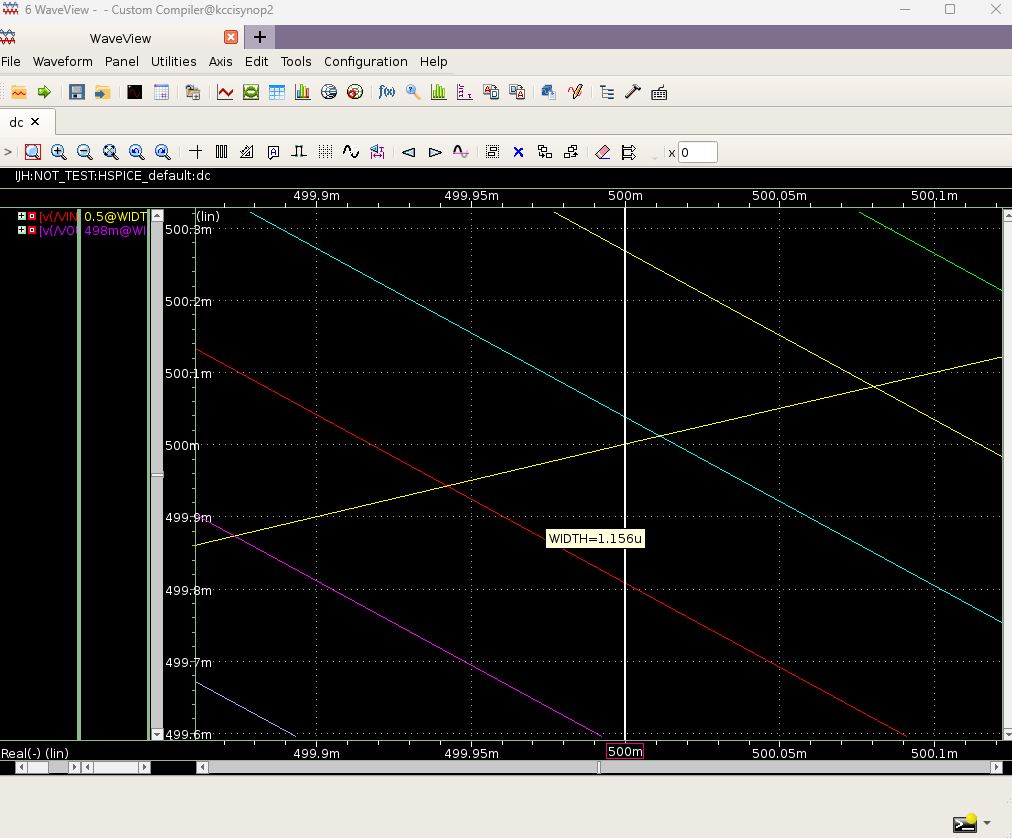 6 WaveView - - Custom Compiler@kccisynop2
WaveView
File Waveform Panel Utilities Axis Edit Tools Configuration Help
dc
> x 0
IJH:NOT_TEST:HSPICE_default:dc
499.9m 499.95m 500m 500.05m 500.1m
[v(/VIN 0.5@WIDT (lin)
[v(/VOU 498m@WI
500.3m
500.2m
500.1m
500m
499.9m
WIDTH=1.156u
499.8m
499.7m
499.6m
Real(-) (lin) 499.9m 499.95m 500m 500.05m 500.1m